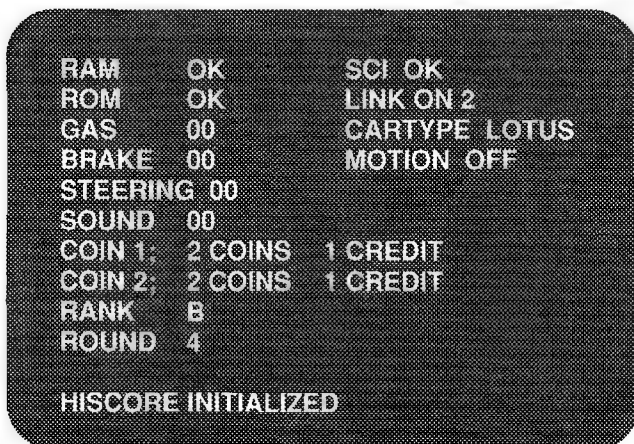 RAM OK SCI OK
ROM OK LINK ON 2
GAS 00 CARTYPE LOTUS
BRAKE 00 MOTION OFF
STEERING 00
SOUND 00
COIN 1; 2 COINS 1 CREDIT
COIN 2; 2 COINS 1 CREDIT
RANK B
ROUND 4
HISCORE INITIALIZED